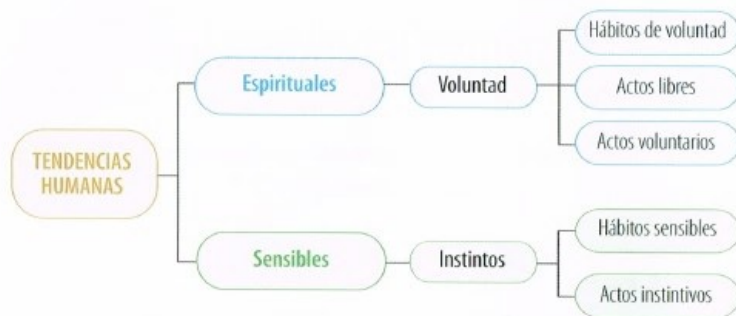 TENDENCIAS
HUMANAS
Espirituales
Voluntad
Hábitos de voluntad
Actos libres
Actos voluntarios
Sensibles
Instintos
Hábitos sensibles
Actos instintivos